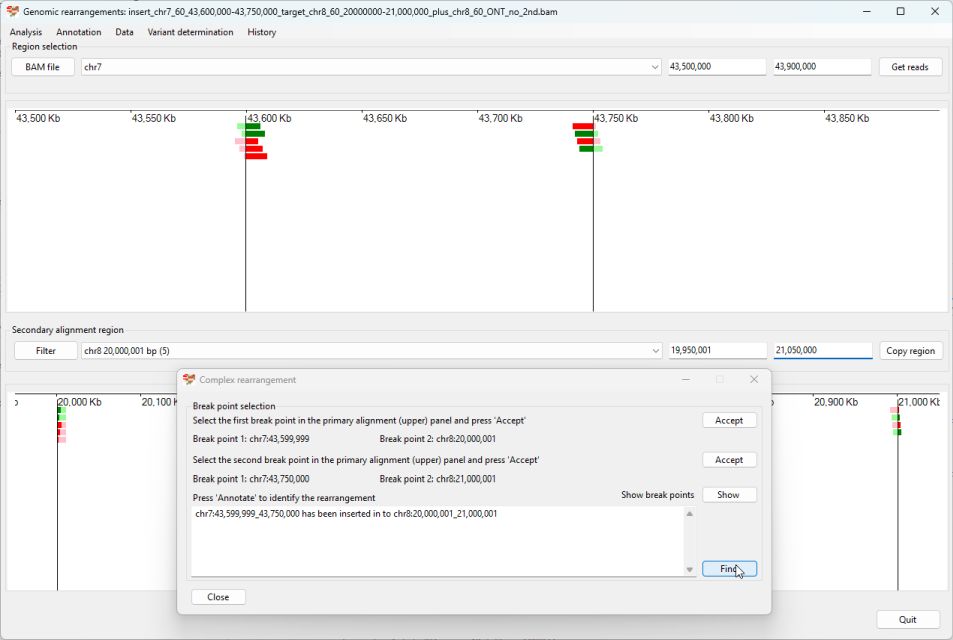 Genomic rearrangements: insert_chr7_60_43,600,000-43,750,000_target_chr8_60_20000000-21,000,000_plus_chr8_60_ONT_no_2nd.bam
Analysis Annotation Data Variant determination History
Region selection
BAM file chr7 43,500,000 43,900,000 Get reads
43,500 Kb 43,550 Kb 43,600 Kb 43,650 Kb 43,700 Kb 43,750 Kb 43,800 Kb 43,850 Kb
Secondary alignment region
Filter chr8 20,000,001 bp (5) 19,950,001 21,050,000 Copy region
20,000 Kb 20,100 20,900 Kb 21,000 Kb
Complex rearrangement
Break point selection
Select the first break point in the primary alignment (upper) panel and press 'Accept' Accept
Break point 1: chr7:43,599,999 Break point 2: chr8:20,000,001
Select the second break point in the primary alignment (upper) panel and press 'Accept' Accept
Break point 1: chr7:43,750,000 Break point 2: chr8:21,000,001
Show break points Show
Press 'Annotate' to identify the rearrangement
chr7:43,599,999_43,750,000 has been inserted in to chr8:20,000,001_21,000,001
Find
Close
Quit